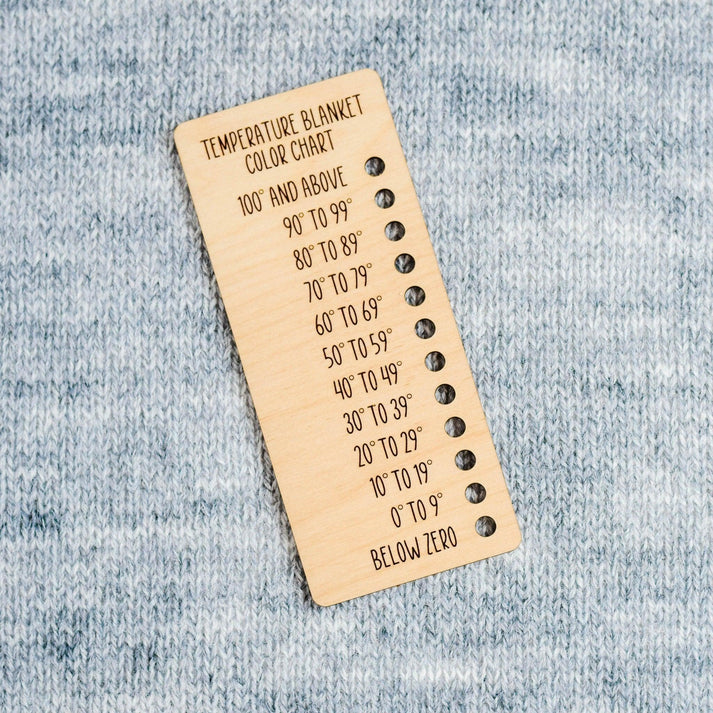 TEMPERATURE BLANKET
COLOR CHART
100° AND ABOVE
90° TO 99°
80° TO 89°
70° TO 79°
60° TO 69°
50° TO 59°
40° TO 49°
30° TO 39°
20° TO 29°
10° TO 19°
0° TO 9°
BELOW ZERO